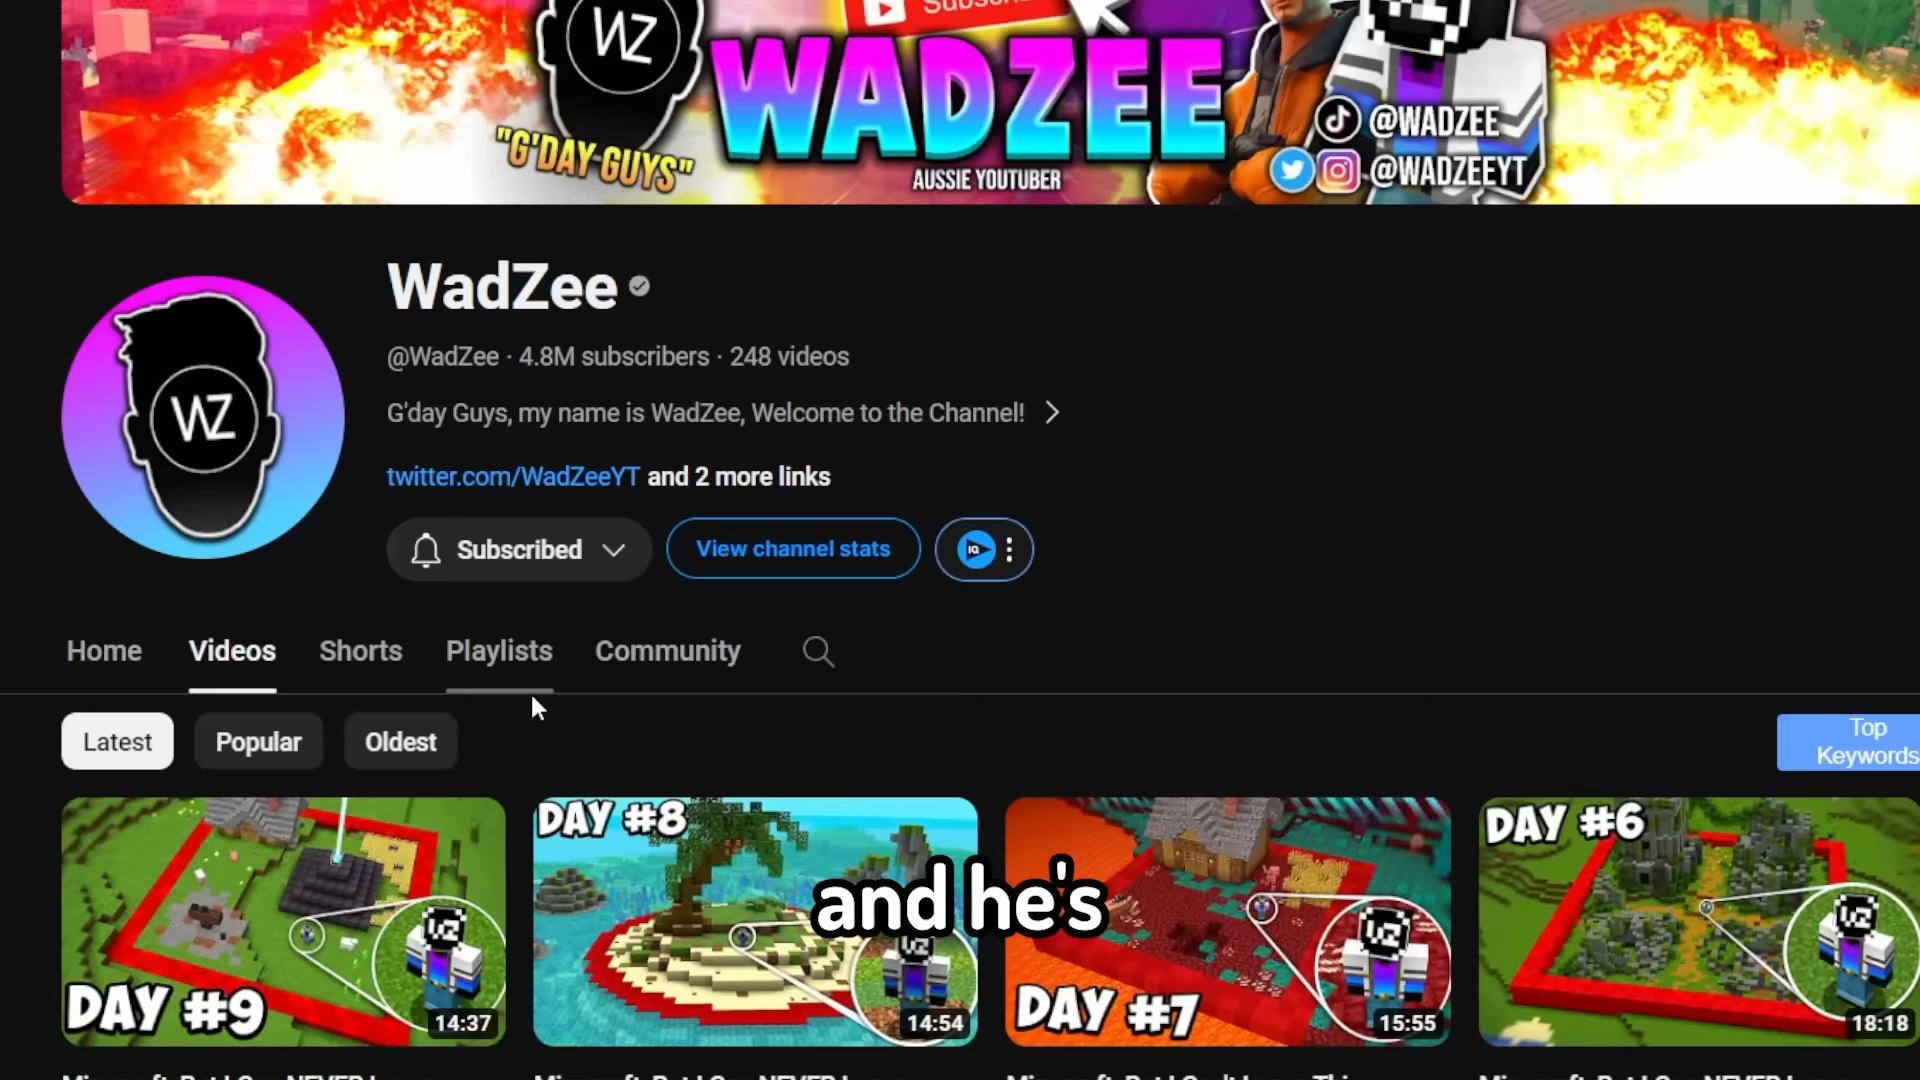 WZ
"G'DAY GUYS"
WADZEE
AUSSIE YOUTUBER
@WADZEE
@WADZEEYT
WadZee
@WadZee · 4.8M subscribers · 248 videos
G'day Guys, my name is WadZee, Welcome to the Channel!
WZ
twitter.com/WadZeeYT and 2 more links
Subscribed
View channel stats
IQ
Home Videos Shorts Playlists Community
Latest Popular Oldest
Top
Keywords
DAY #8
DAY #6
and he's
DAY #9
DAY #7
14:37
14:54
15:55
18:18